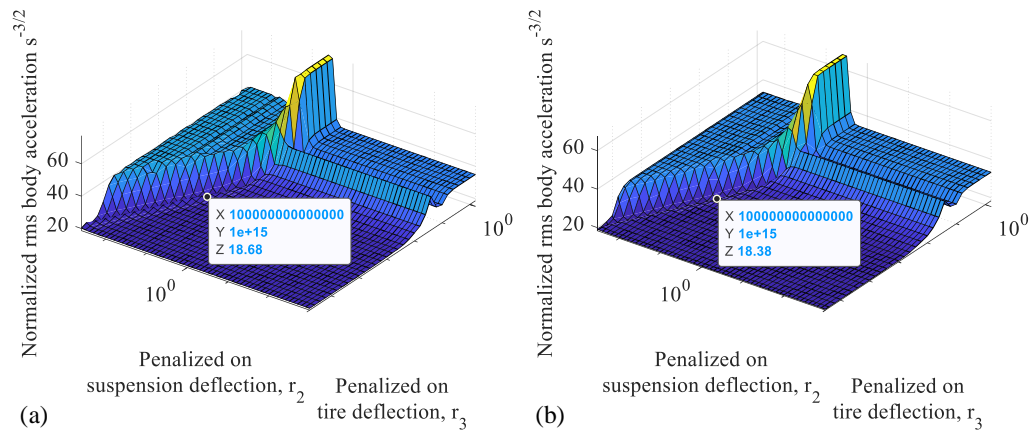 Normalized rms body acceleration s^-3/2
60
40
20
X 100000000000000
Y 1e+15
Z 18.68
10^0
10^0
Penalized on
suspension deflection, r_2
Penalized on
tire deflection, r_3
(a)
Normalized rms body acceleration s^-3/2
60
40
20
X 100000000000000
Y 1e+15
Z 18.38
10^0
10^0
Penalized on
suspension deflection, r_2
Penalized on
tire deflection, r_3
(b)